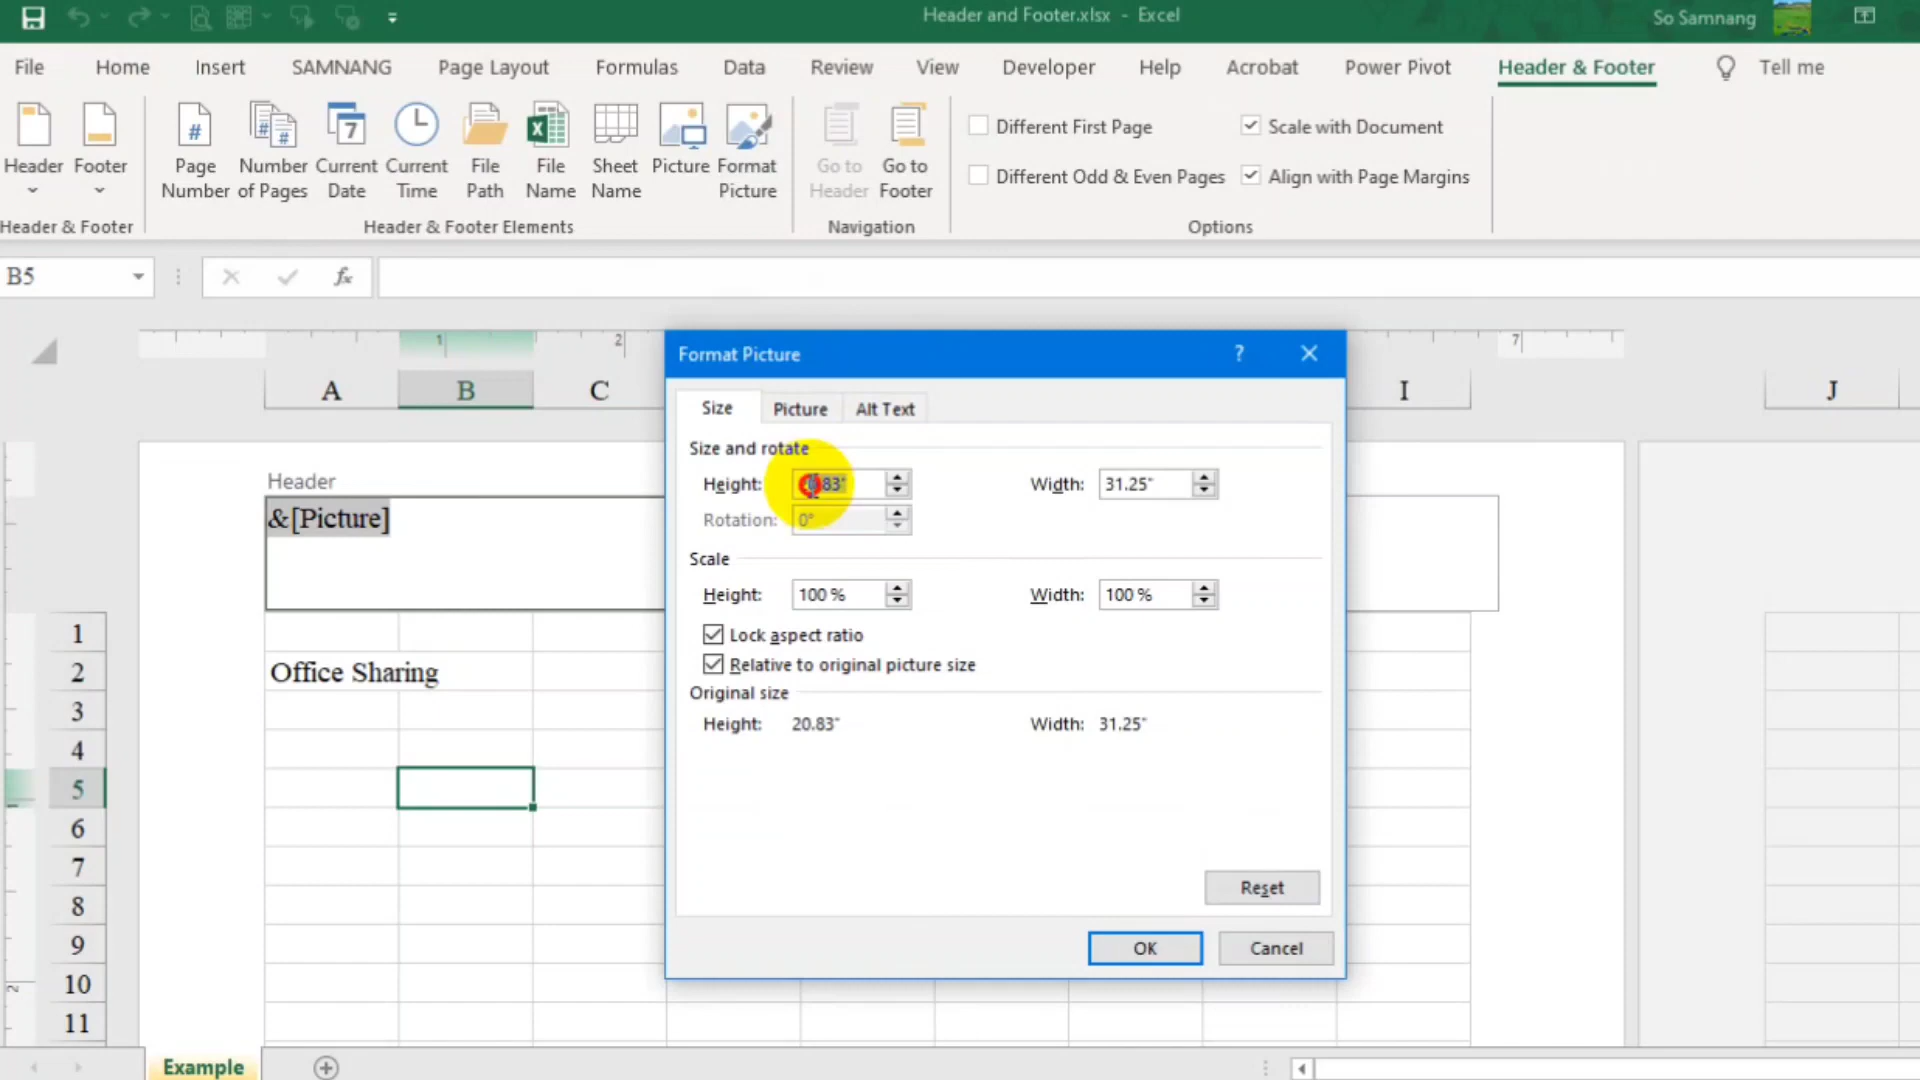 Header and Footer.xlsx - Excel
So Samnang
File Home Insert SAMNANG Page Layout Formulas Data Review View Developer Help Acrobat Power Pivot Header & Footer Tell me
Header Footer Page Number Number of Pages Current Date Current Time File Path File Name Sheet Name Picture Format Picture Go to Header Go to Footer
Different First Page Scale with Document
Different Odd & Even Pages Align with Page Margins
Header & Footer Header & Footer Elements Navigation Options
B5 fx
1 2 7
A B C I J
Format Picture ?
Size Picture Alt Text
Size and rotate
Height: Width: 31.25"
Rotation: 0°
Scale
Height: 100 % Width: 100 %
Lock aspect ratio
Relative to original picture size
Original size
Height: 20.83" Width: 31.25"
Reset
OK Cancel
Header
&[Picture]
1
2 Office Sharing
3
4
5
6
7
8
9
10
11
2
Example